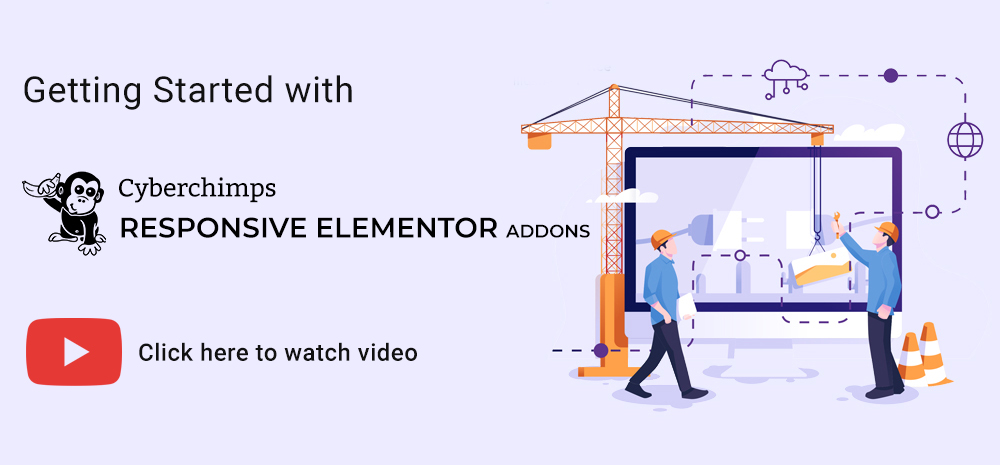 Getting Started with
Cyberchimps
RESPONSIVE ELEMENTOR ADDONS
Click here to watch video